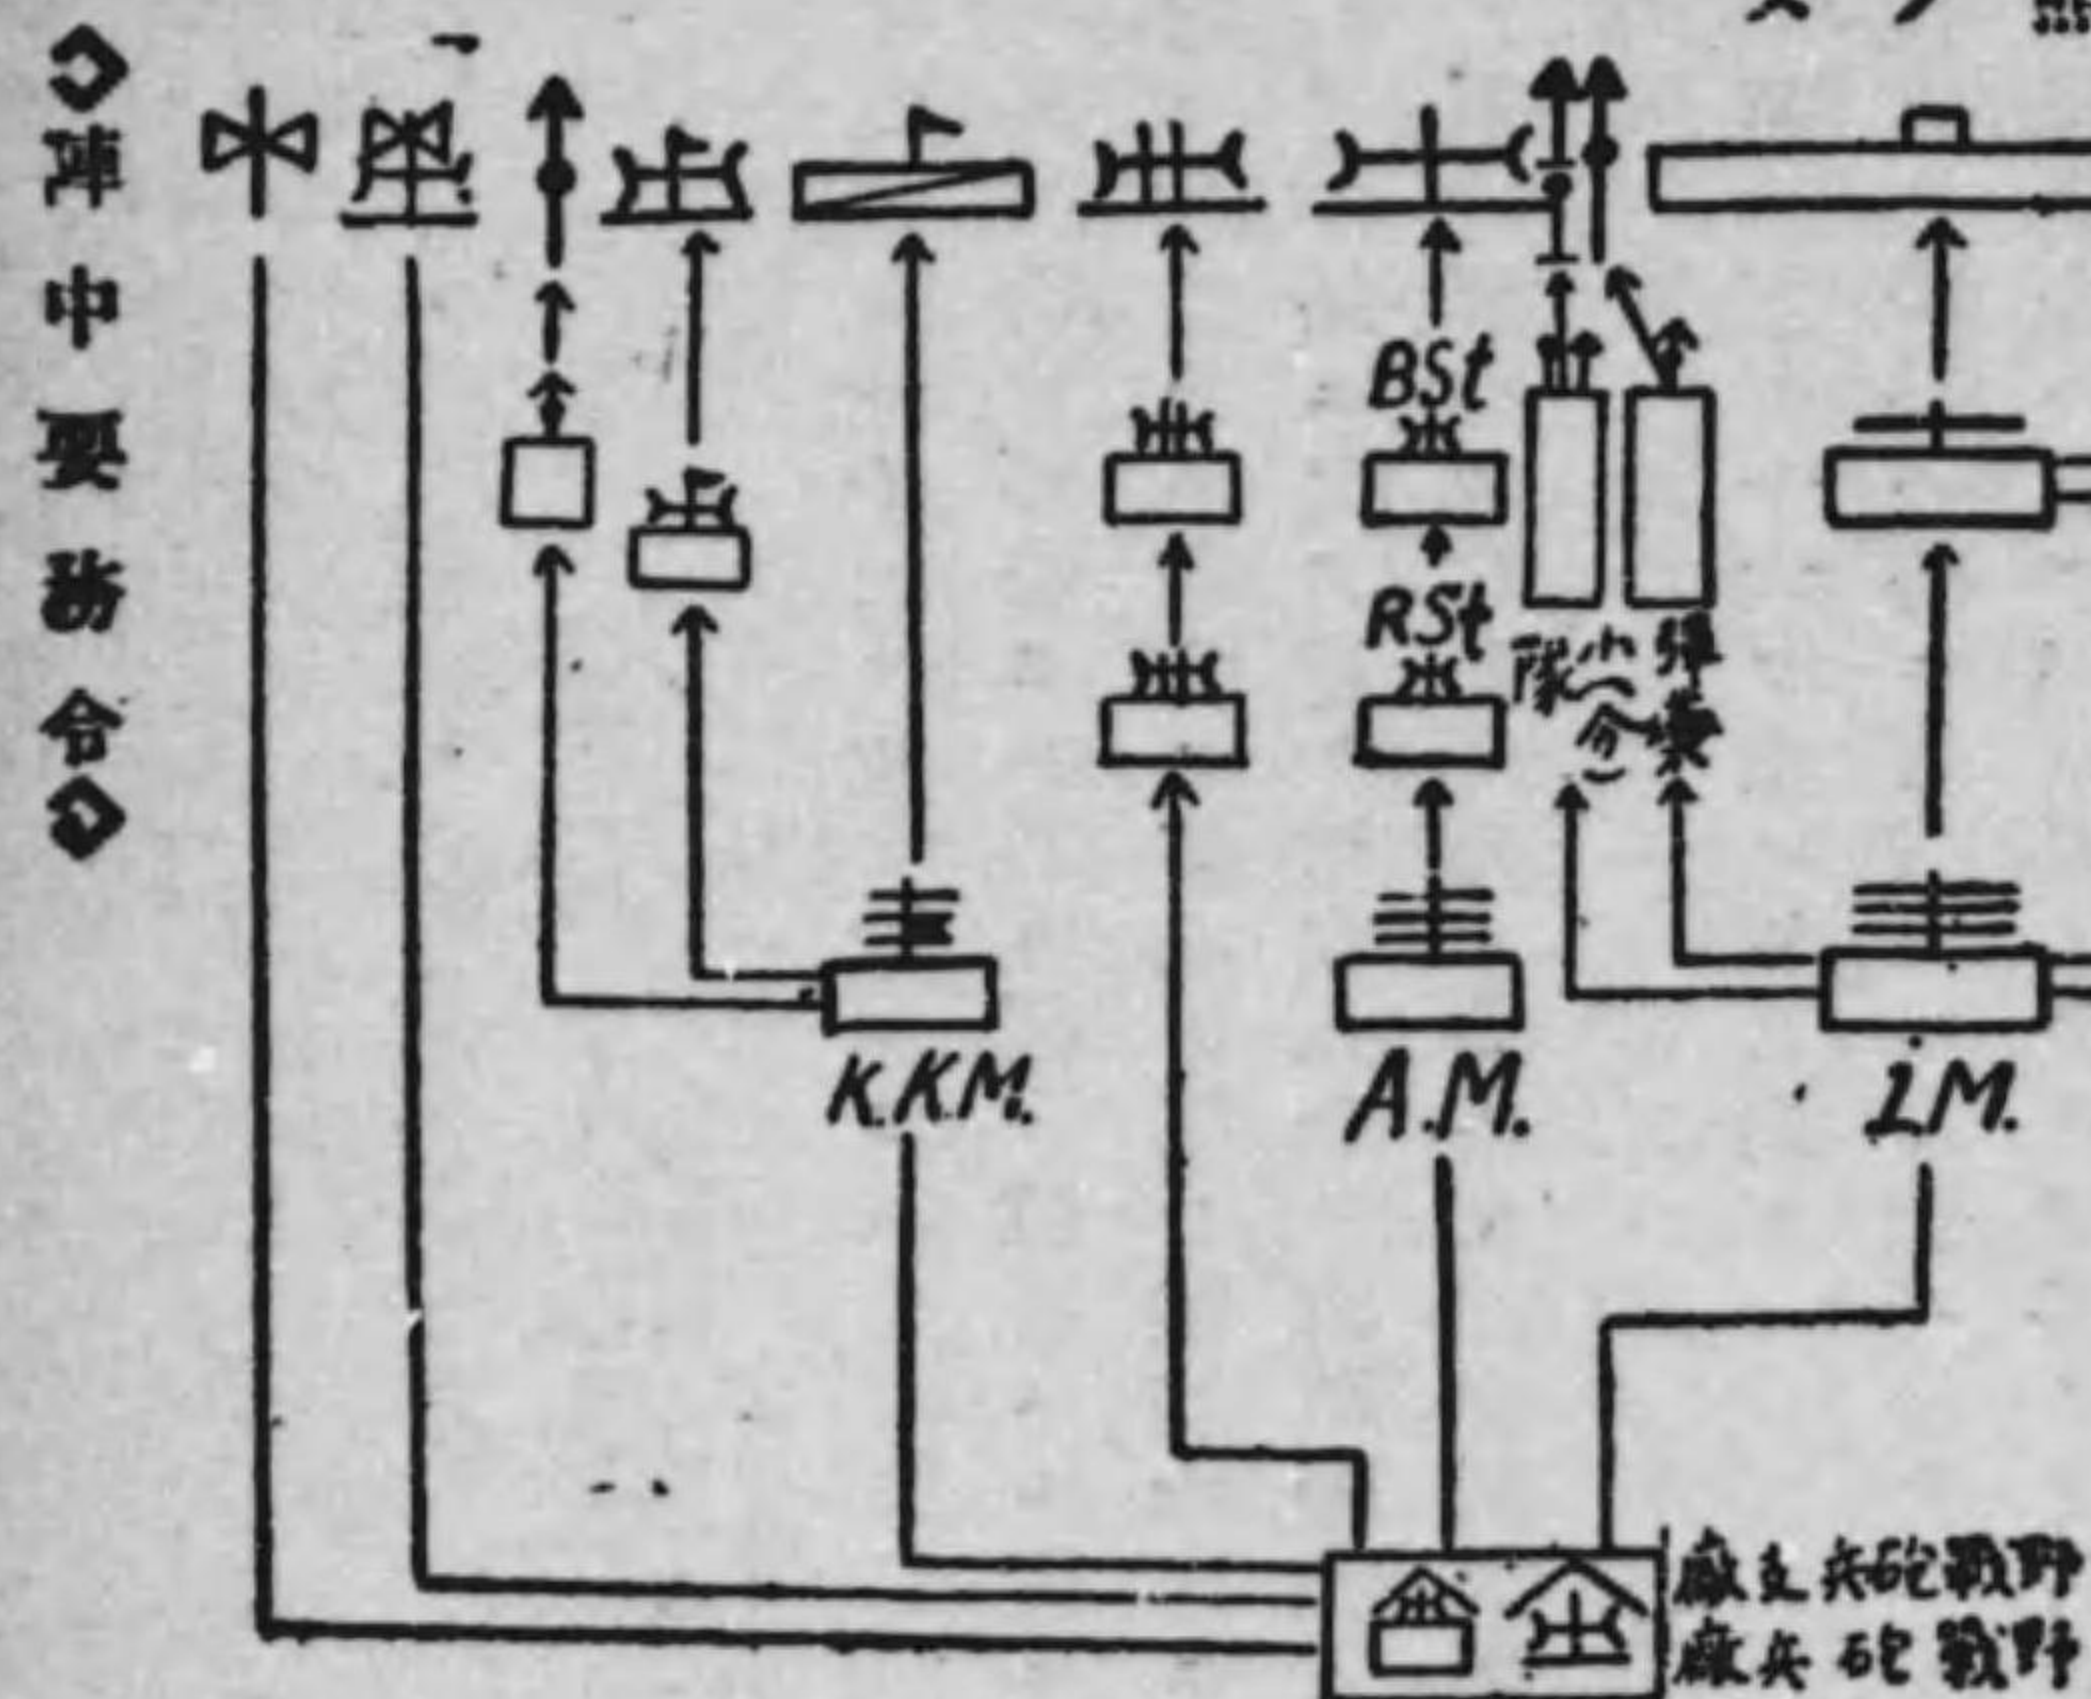 陣中要務令
BSt
RSt
彈藥
小(分)
隊
K.K.M.
A.M.
I.M.
野戰砲兵支廠
野戰砲兵廠